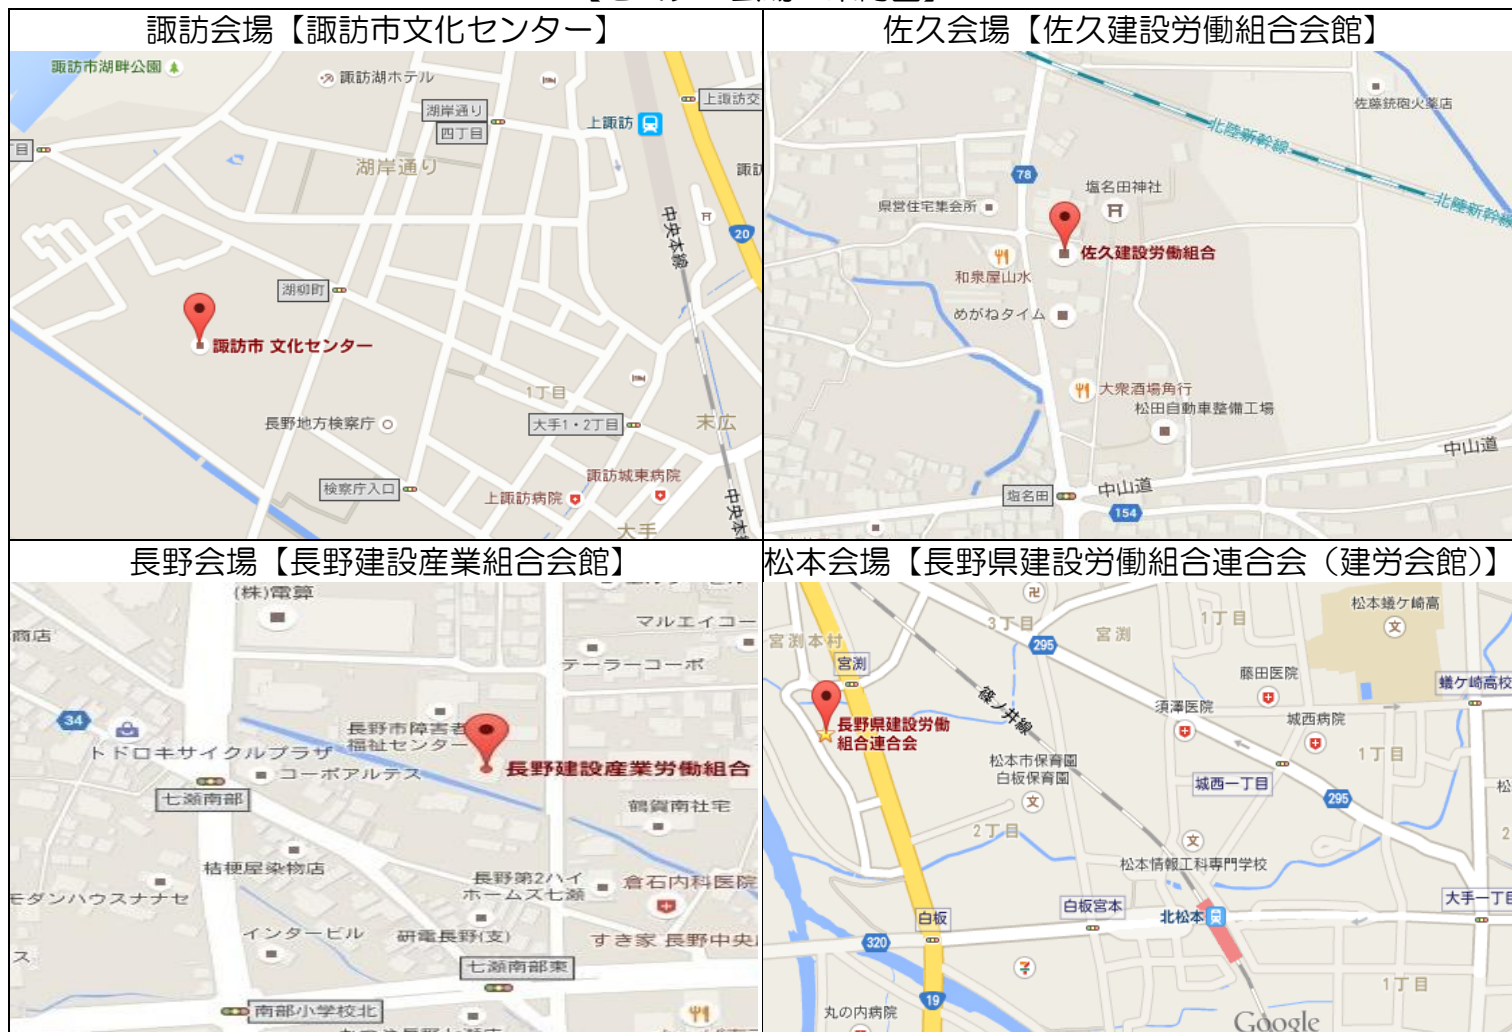 諏訪会場【諏訪市文化センター】
諏訪市湖畔公園
諏訪湖ホテル
湖岸通り
四丁目
上諏訪
上諏訪交
丁目
湖岸通り
諏訪
中央本線
20
湖柳町
諏訪市 文化センター
1丁目
長野地方検察庁
大手1・2丁目
末広
諏訪城東病院
検察庁入口
上諏訪病院
中央本
大手
佐久会場【佐久建設労働組合会館】
佐藤銃砲火薬店
北陸新幹線
78
塩名田神社
県営住宅集会所
北陸新幹線
佐久建設労働組合
和泉屋山水
めがねタイム
大衆酒場角行
松田自動車整備工場
中山道
塩名田
中山道
154
長野会場【長野建設産業組合会館】
(株)電算
商店
マルエイコー
テーラーコーポ
34
長野市障害者
福祉センター
トドロキサイクルプラザ
コーポアルテス
長野建設産業労働組合
七瀬南部
鶴賀南社宅
桔梗屋染物店
長野第2ハイ
ホームズ七瀬
倉石内科医院
モダンハウスナナセ
インタービル
研電長野(支)
すき家 長野中央
ス
七瀬南部東
南部小学校北
松本会場【長野県建設労働組合連合会（建労会館）】
松本蟻ケ崎高
3丁目
宮渕
1丁目
宮渕本村
295
宮渕
藤田医院
蟻ケ崎高校
篠ノ井線
須澤医院
城西病院
長野県建設労働
組合連合会
松本市保育園
白板保育園
1丁目
城西一丁目
295
松
2丁目
2
松本情報工科専門学校
白板宮本
大手一丁目
白板
北松本
320
19
1丁目
丸の内病院
Google